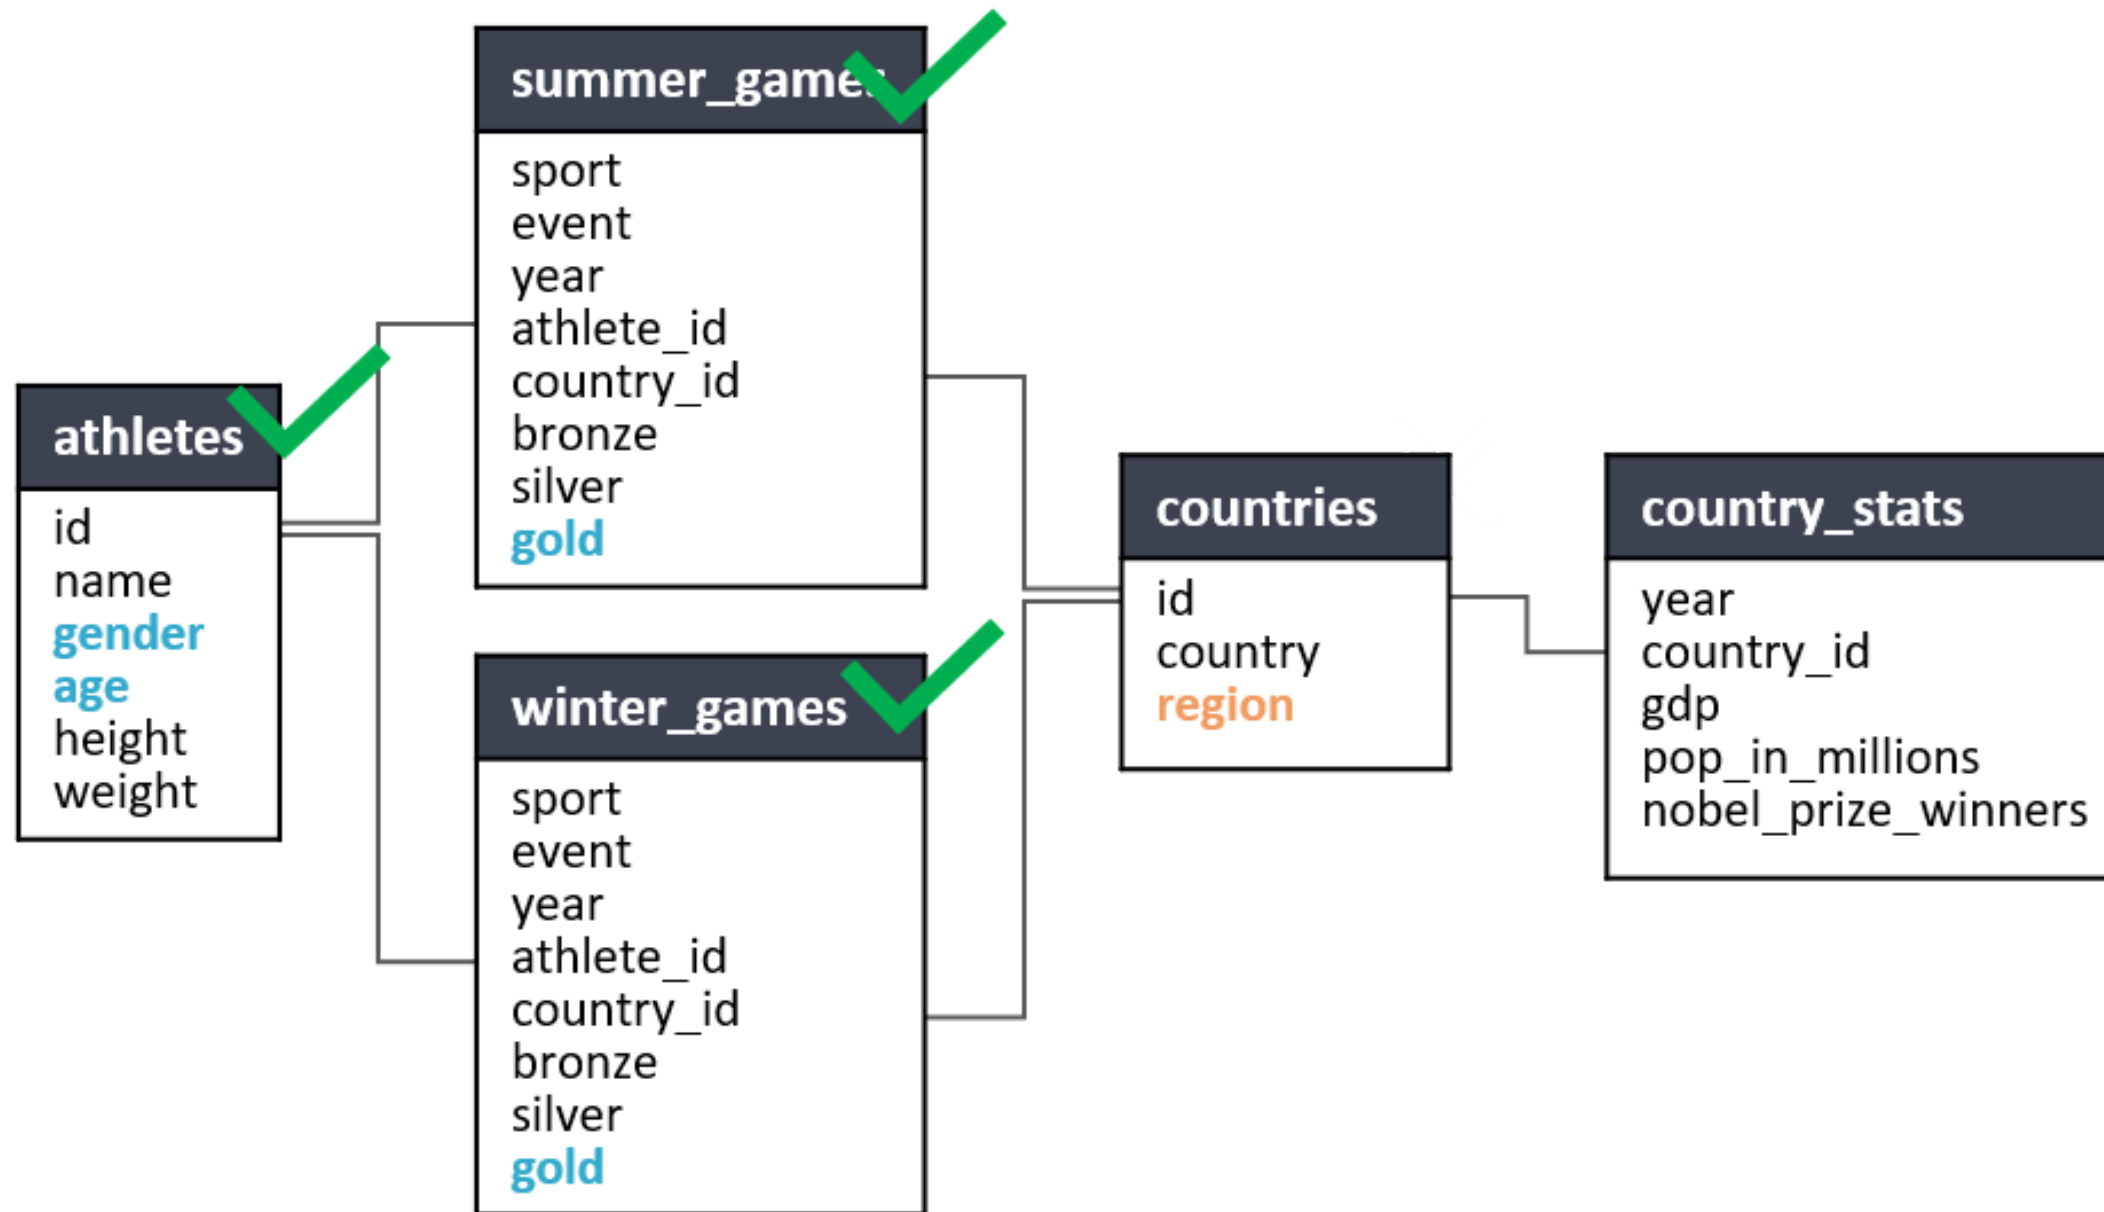 summer_games
sport
event
year
athlete_id
country_id
bronze
silver
gold
athletes
id
name
gender
age
height
weight
winter_games
sport
event
year
athlete_id
country_id
bronze
silver
gold
countries
id
country
region
country_stats
year
country_id
gdp
pop_in_millions
nobel_prize_winners